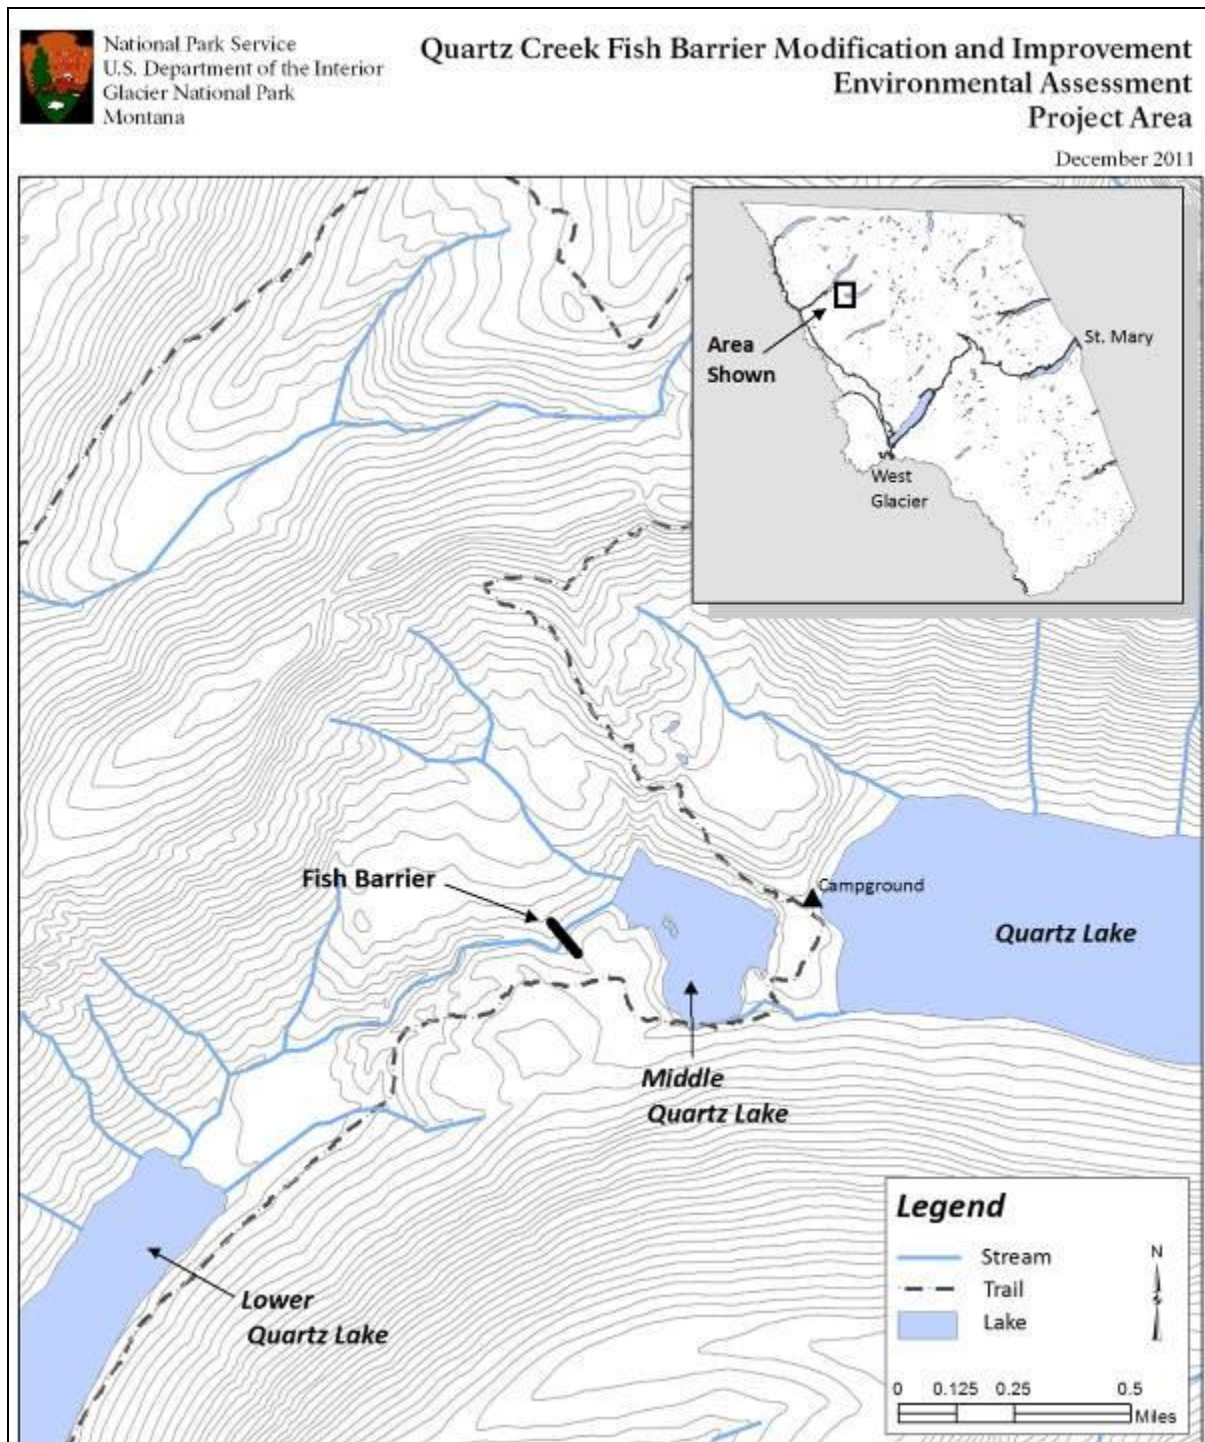 National Park Service
U.S. Department of the Interior
Glacier National Park
Montana
Quartz Creek Fish Barrier Modification and Improvement
Environmental Assessment
Project Area
December 2011
Area
Shown
St. Mary
West
Glacier
Fish Barrier
Campground
Quartz Lake
Middle
Quartz Lake
Lower
Quartz Lake
Legend
Stream
Trail
Lake
N
0 0.125 0.25 0.5
Miles